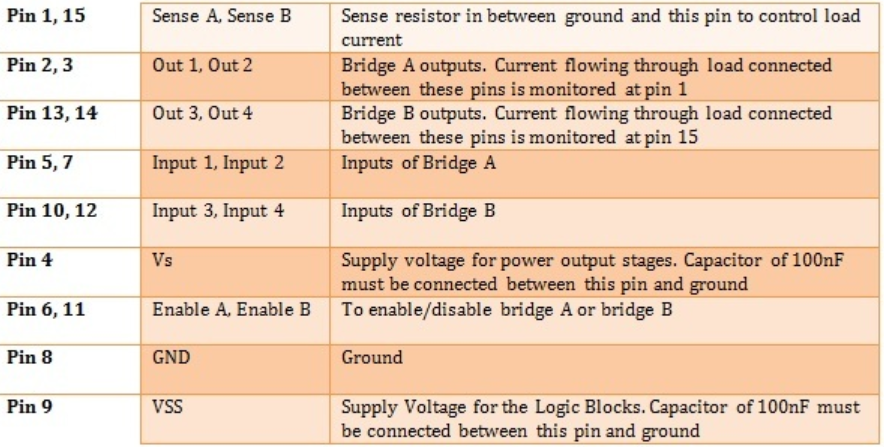 Pin 1, 15 Sense A, Sense B Sense resistor in between ground and this pin to control load
current
Pin 2, 3 Out 1, Out 2 Bridge A outputs. Current flowing through load connected
between these pins is monitored at pin 1
Pin 13, 14 Out 3, Out 4 Bridge B outputs. Current flowing through load connected
between these pins is monitored at pin 15
Pin 5, 7 Input 1, Input 2 Inputs of Bridge A
Pin 10, 12 Input 3, Input 4 Inputs of Bridge B
Pin 4 Vs Supply voltage for power output stages. Capacitor of 100nF
must be connected between this pin and ground
Pin 6, 11 Enable A, Enable B To enable/disable bridge A or bridge B
Pin 8 GND Ground
Pin 9 VSS Supply Voltage for the Logic Blocks. Capacitor of 100nF must
be connected between this pin and ground